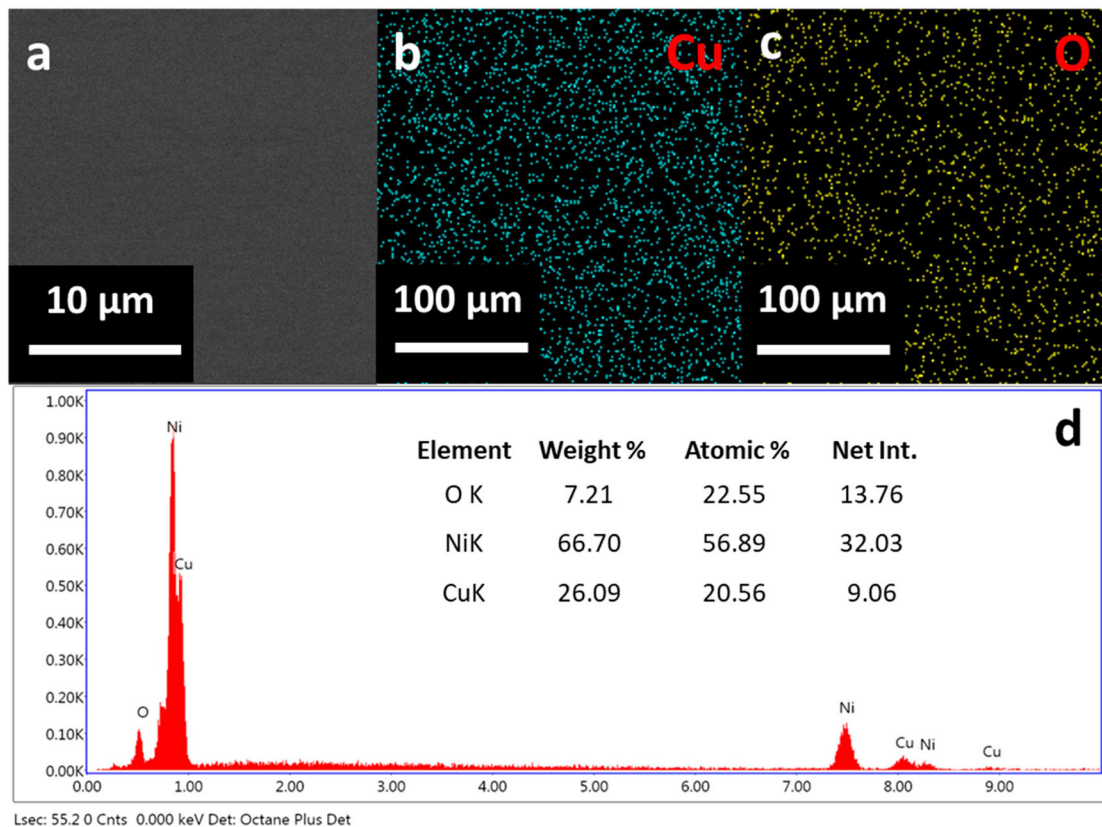 a
b
Cu
c
O
10 μm
100 μm
100 μm
d
1.00K
0.90K
0.80K
0.70K
0.60K
0.50K
0.40K
0.30K
0.20K
0.10K
0.00K
Ni
Cu
O
Ni
Cu
Ni
Cu
Element Weight % Atomic % Net Int.
O K 7.21 22.55 13.76
NiK 66.70 56.89 32.03
CuK 26.09 20.56 9.06
0.00 1.00 2.00 3.00 4.00 5.00 6.00 7.00 8.00 9.00
Lsec: 55.2 0 Cnts 0.000 keV Det: Octane Plus Det